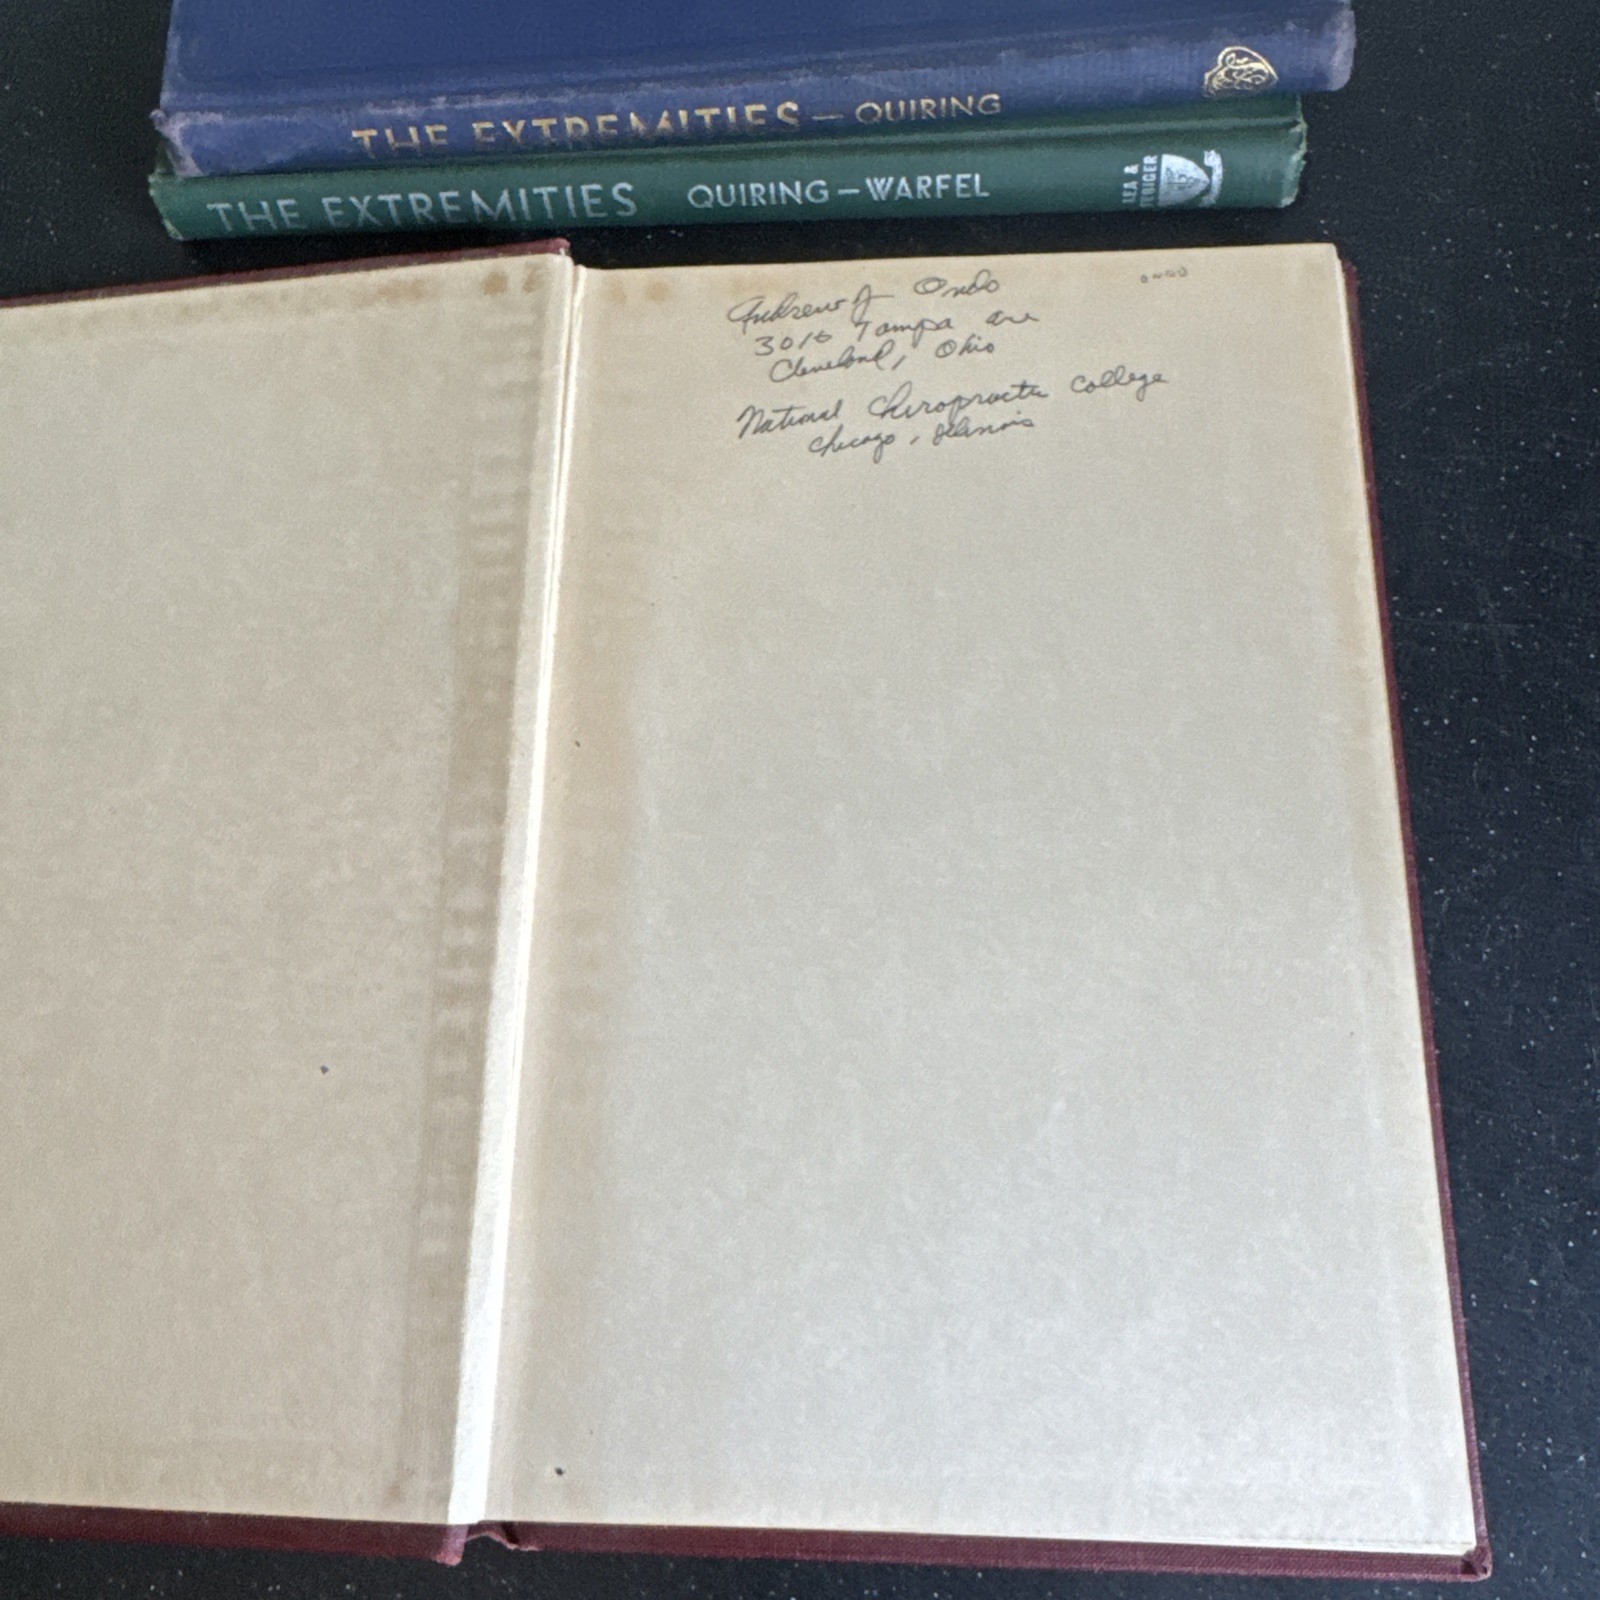 THE EXTREMITIES — QUIRING
THE EXTREMITIES QUIRING — WARFEL LEA & FEBIGER
Andrew J Ondo
3016 Tampa ave
Cleveland, Ohio
National Chiropractic College
Chicago, Illinois